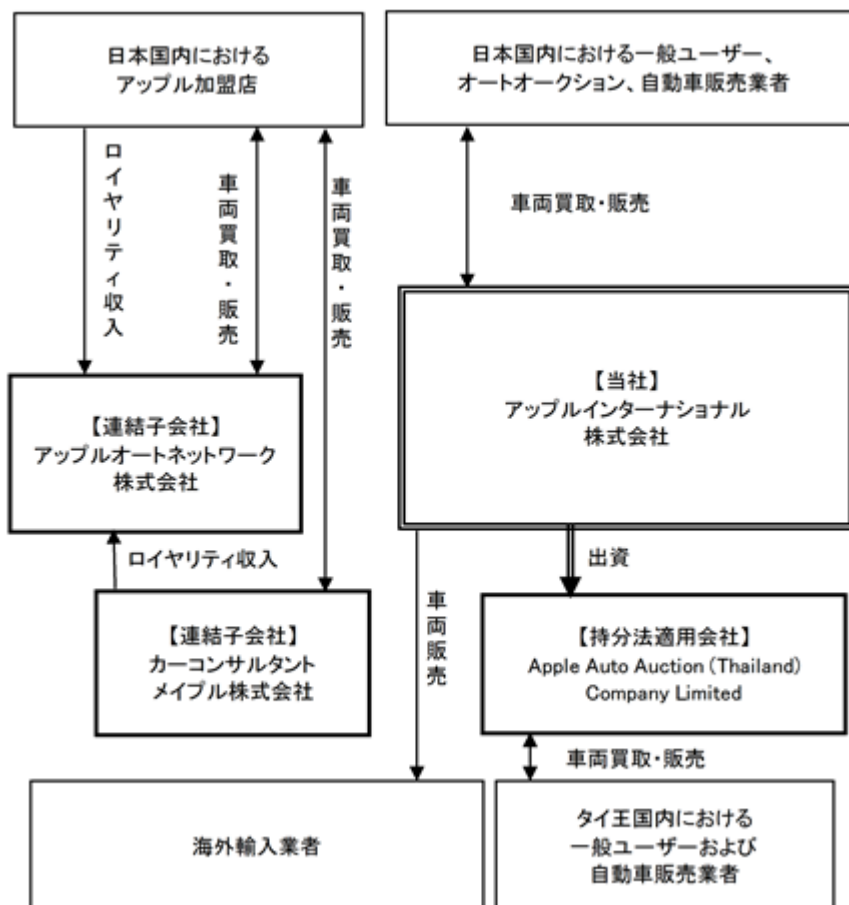 日本国内における
アップル加盟店
日本国内における一般ユーザー、
オートオークション、自動車販売業者
ロイヤリティ収入
車両買取・販売
車両買取・販売
車両買取・販売
【当社】
アップルインターナショナル
株式会社
【連結子会社】
アップルオートネットワーク
株式会社
ロイヤリティ収入
出資
【連結子会社】
カーコンサルタント
メイプル株式会社
車両販売
【持分法適用会社】
Apple Auto Auction (Thailand)
Company Limited
車両買取・販売
海外輸入業者
タイ王国内における
一般ユーザーおよび
自動車販売業者